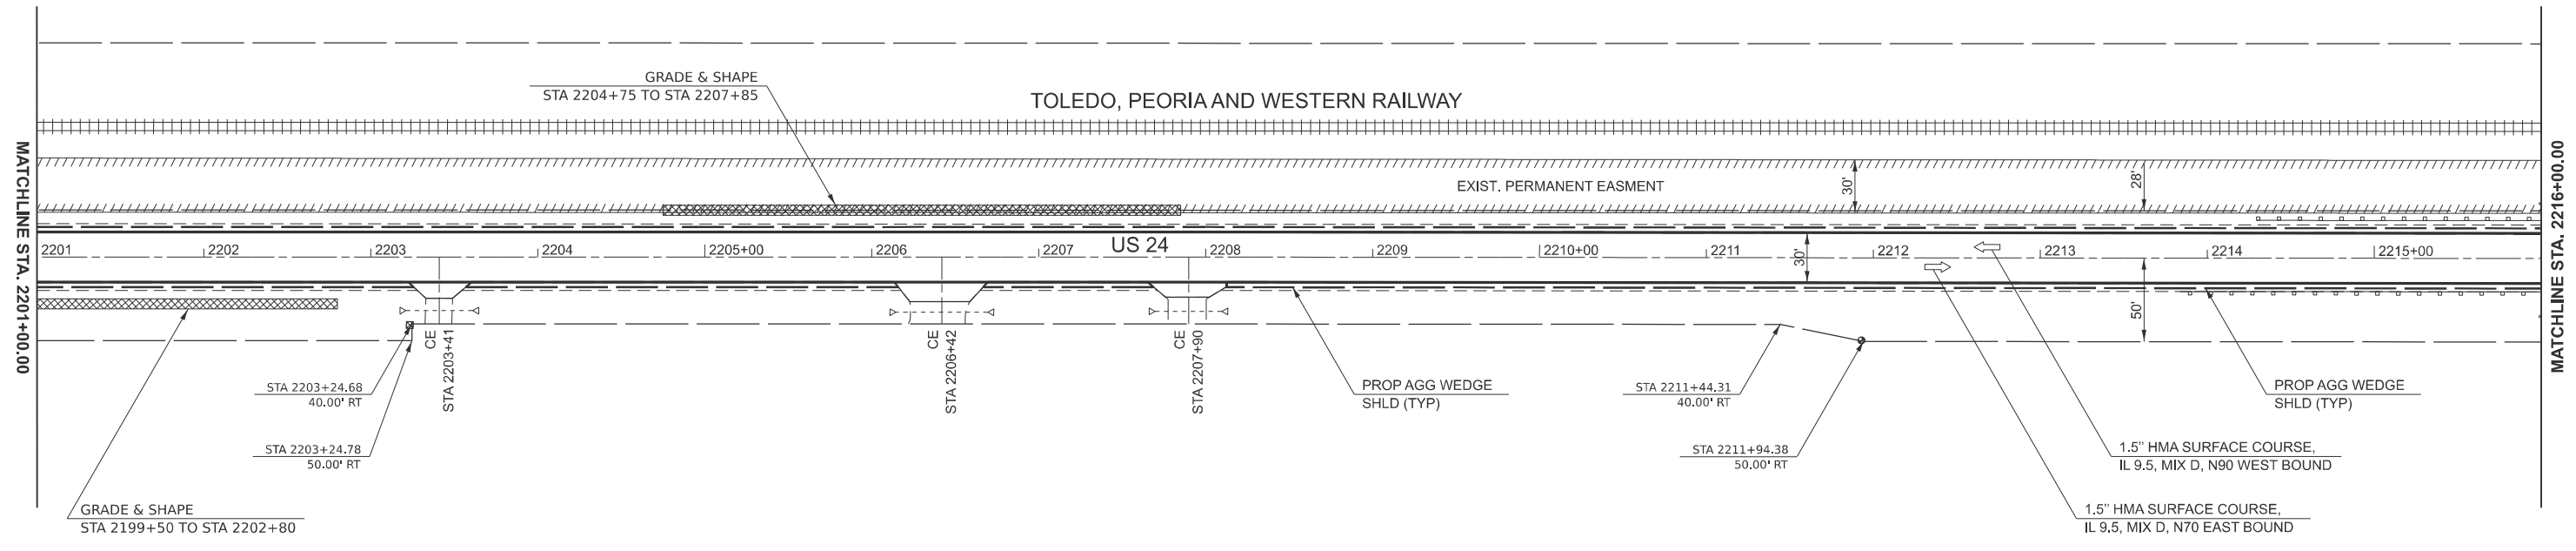 GRADE & SHAPE
STA 2204+75 TO STA 2207+85
TOLEDO, PEORIA AND WESTERN RAILWAY
MATCHLINE STA. 2201+00.00
MATCHLINE STA. 2216+00.00
EXIST. PERMANENT EASMENT
30'
28'
2201
2202
2203
2204
2205+00
2206
2207
US 24
2208
2209
2210+00
2211
30'
2212
2213
2214
2215+00
50'
CE
STA 2203+41
CE
STA 2206+42
CE
STA 2207+90
STA 2203+24.68
40.00' RT
PROP AGG WEDGE
SHLD (TYP)
STA 2211+44.31
40.00' RT
PROP AGG WEDGE
SHLD (TYP)
STA 2203+24.78
50.00' RT
STA 2211+94.38
50.00' RT
1.5" HMA SURFACE COURSE,
IL 9.5, MIX D, N90 WEST BOUND
GRADE & SHAPE
STA 2199+50 TO STA 2202+80
1.5" HMA SURFACE COURSE,
IL 9.5, MIX D, N70 EAST BOUND